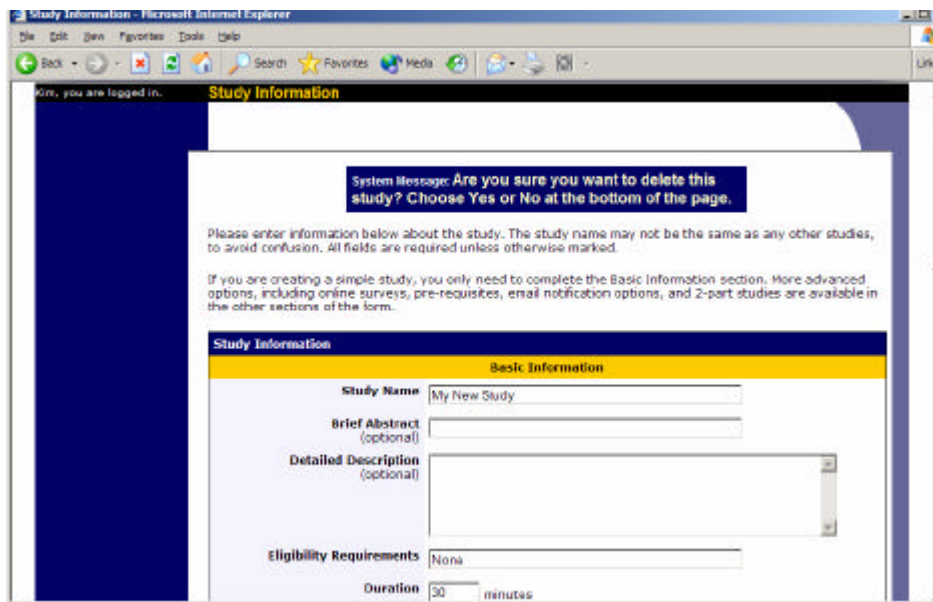 Study Information - Microsoft Internet Explorer
File Edit View Favorites Tools Help
Back Search Favorites Media
Kim, you are logged in. Study Information
System Message: Are you sure you want to delete this
study? Choose Yes or No at the bottom of the page.
Please enter information below about the study. The study name may not be the same as any other studies,
to avoid confusion. All fields are required unless otherwise marked.
If you are creating a simple study, you only need to complete the Basic Information section. More advanced
options, including online surveys, pre-requisites, email notification options, and 2-part studies are available in
the other sections of the form.
Study Information
Basic Information
Study Name My New Study
Brief Abstract
(optional)
Detailed Description
(optional)
Eligibility Requirements None
Duration 30 minutes